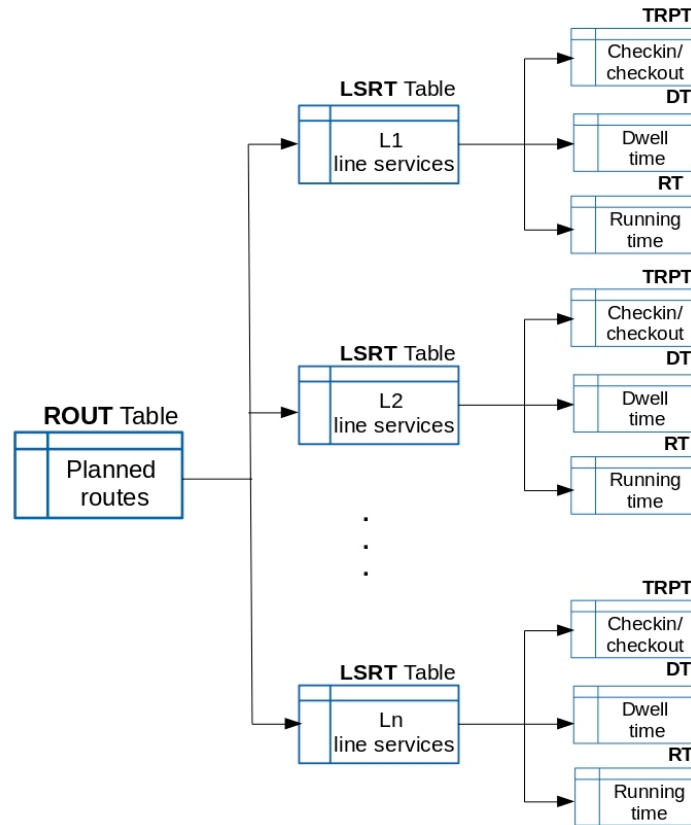 TRPT
Checkin/
checkout
LSRT Table
DT
L1
line services
Dwell
time
RT
Running
time
TRPT
Checkin/
checkout
LSRT Table
DT
L2
line services
Dwell
time
ROUT Table
RT
Planned
routes
Running
time
.
.
.
TRPT
Checkin/
checkout
LSRT Table
DT
Ln
line services
Dwell
time
RT
Running
time